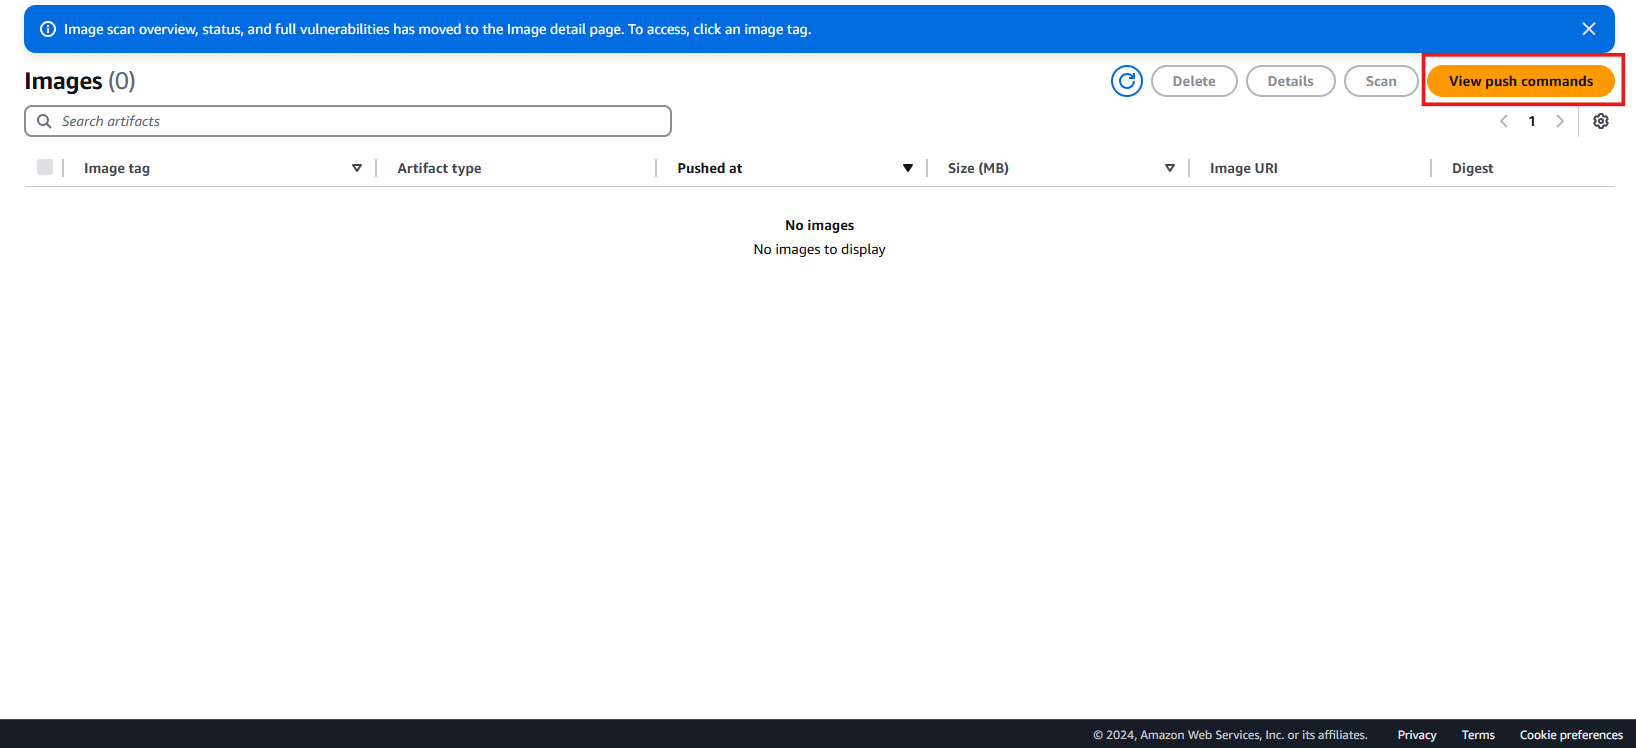 Image scan overview, status, and full vulnerabilities has moved to the Image detail page. To access, click an image tag.
Images (0)
Delete
Details
Scan
View push commands
Search artifacts
1
Image tag
Artifact type
Pushed at
Size (MB)
Image URI
Digest
No images
No images to display
© 2024, Amazon Web Services, Inc. or its affiliates.
Privacy
Terms
Cookie preferences